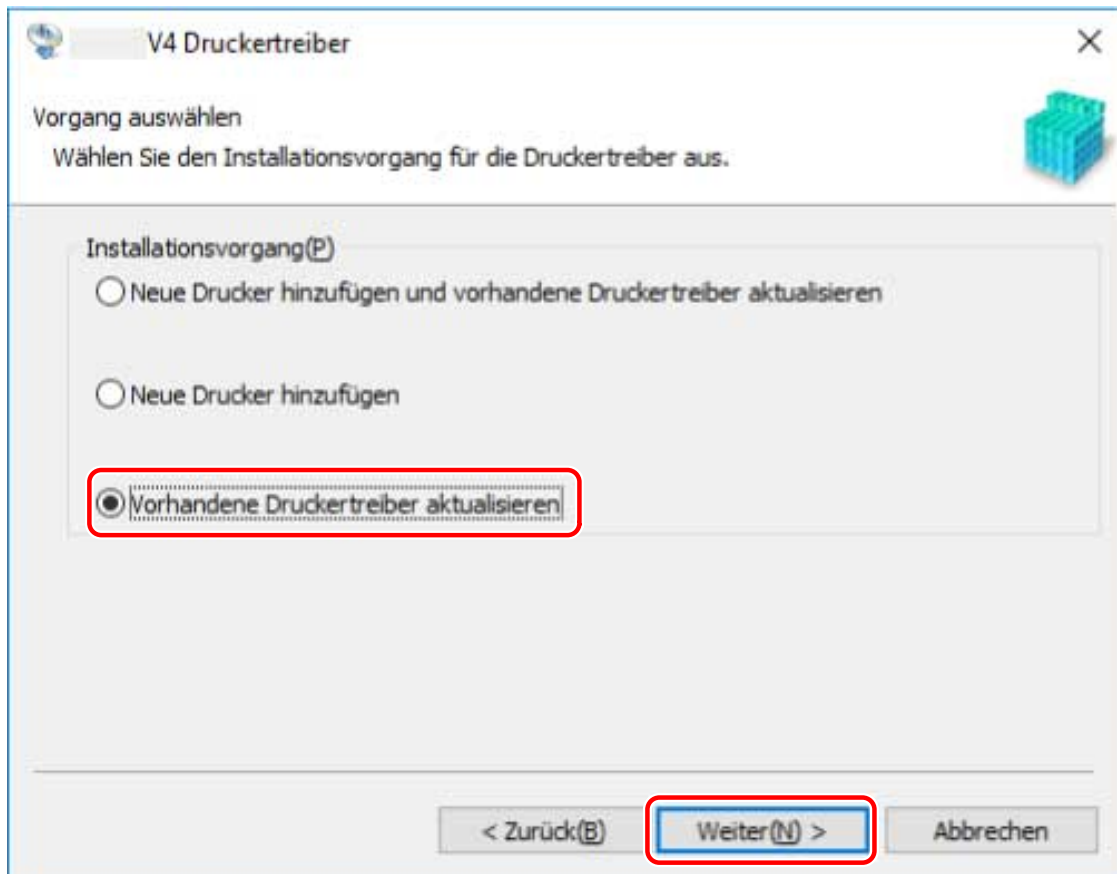 V4 Druckertreiber
Vorgang auswählen
Wählen Sie den Installationsvorgang für die Druckertreiber aus.
Installationsvorgang(P)
Neue Drucker hinzufügen und vorhandene Druckertreiber aktualisieren
Neue Drucker hinzufügen
Vorhandene Druckertreiber aktualisieren
< Zurück(B)
Weiter(N) >
Abbrechen